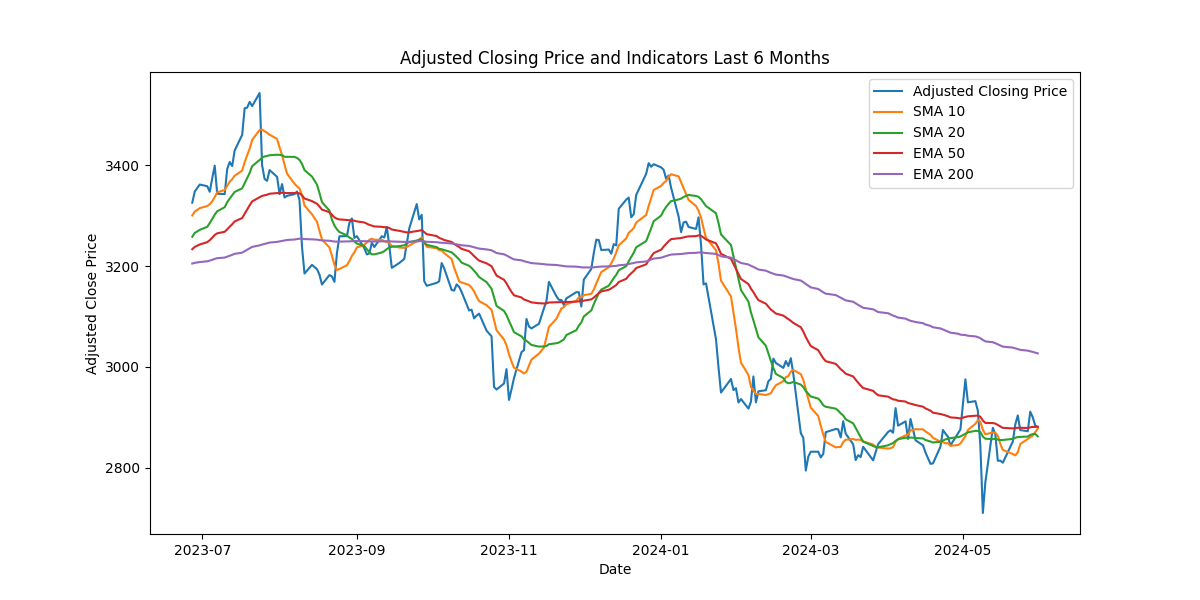 Adjusted Closing Price and Indicators Last 6 Months
Adjusted Closing Price
SMA 10
SMA 20
EMA 50
EMA 200
Adjusted Close Price
3400
3200
3000
2800
2023-07
2023-09
2023-11
2024-01
2024-03
2024-05
Date